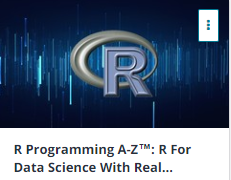 R
R Programming A-Z™: R For
Data Science With Real...